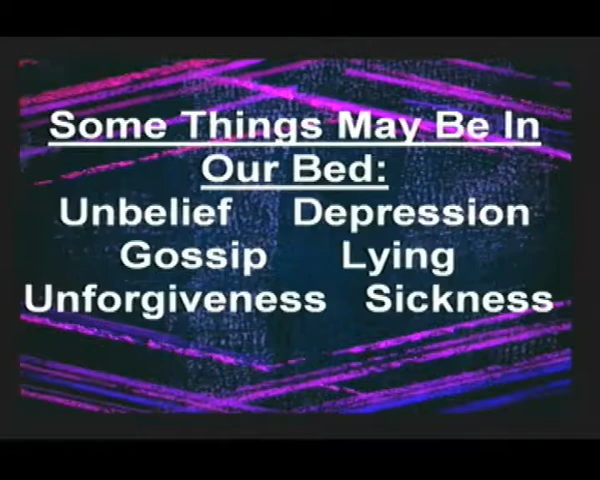 Some Things May Be In
Our Bed:
Unbelief Depression
Gossip Lying
Unforgiveness Sickness